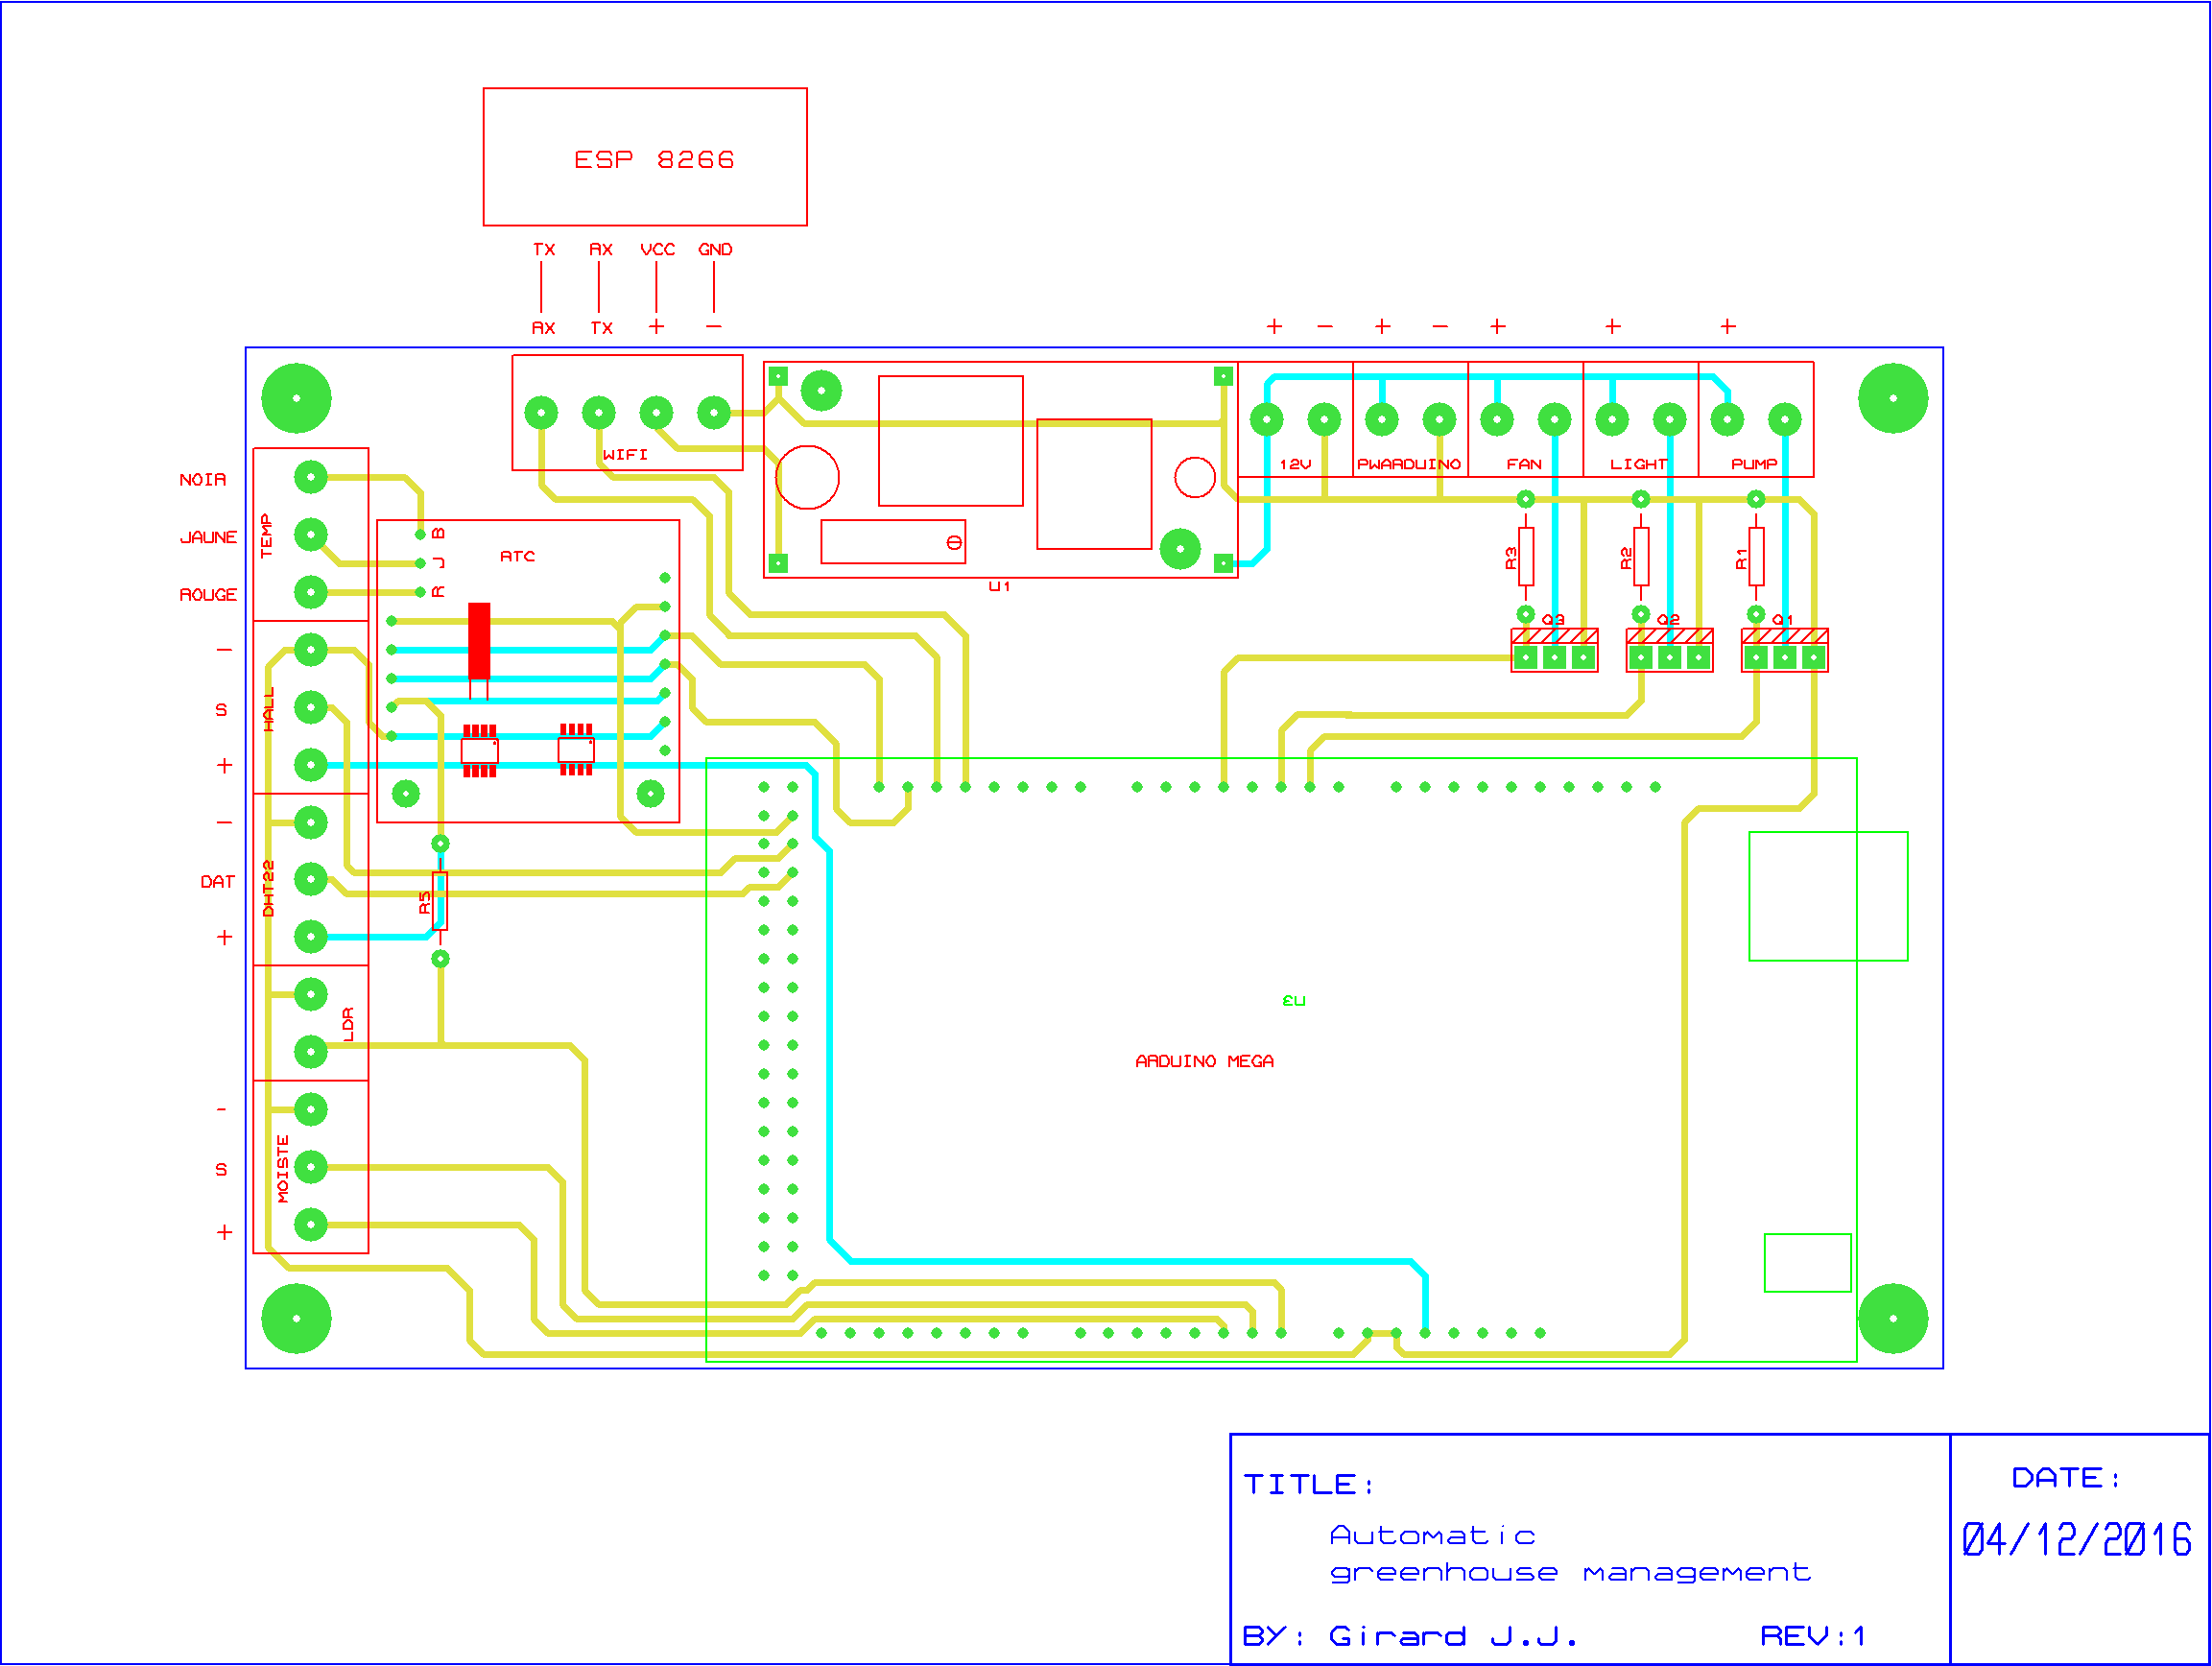 ESP 8266
TX RX VCC GND
RX TX + -
+ - + - + + +
WIFI
12V PWRARDUINO FAN LIGHT PUMP
NOIR
JAUNE
ROUGE
TEMP
B
J
R
RTC
U1
R3
R2
R1
Q3
Q2
Q1
-
S
+
HALL
-
DAT
+
DHT22
R5
LDR
-
S
+
MOISTE
U3
ARDUINO MEGA
TITLE:
Automatic
greenhouse management
BY: Girard J.J. REV:1
DATE:
04/12/2016